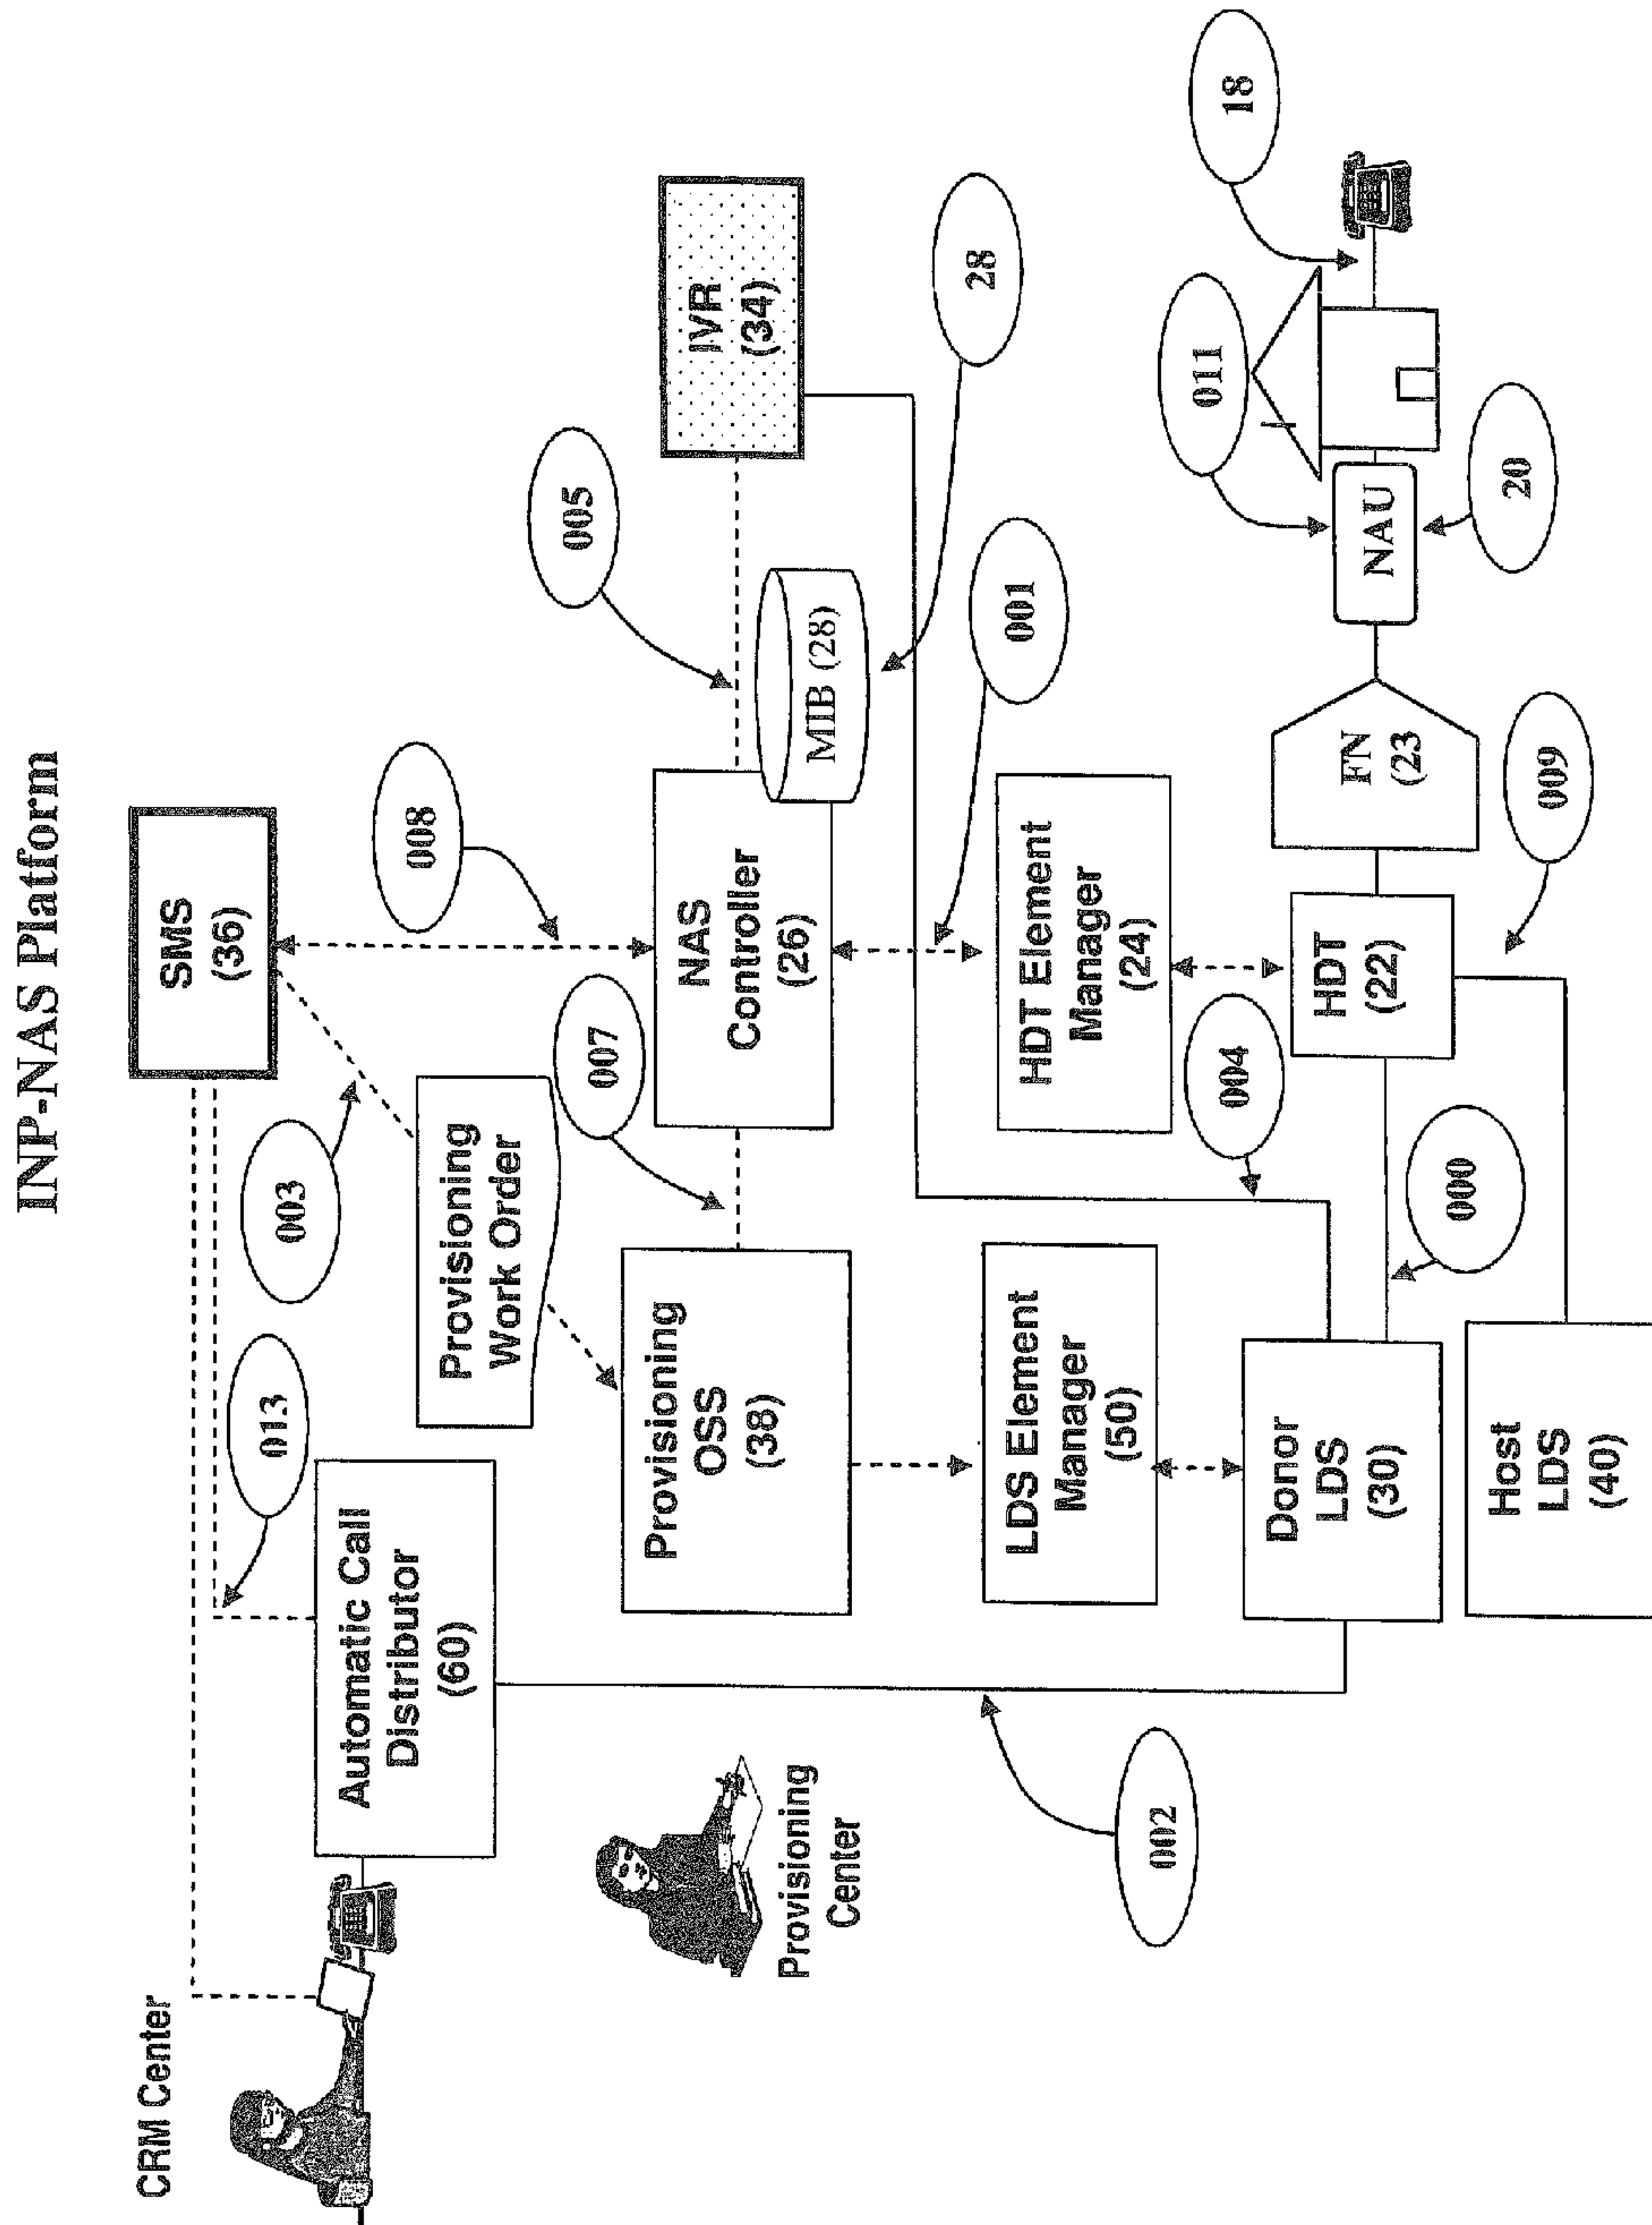 INP-NAS Platform
CRM Center
SMS
(36)
013
003
008
Automatic Call
Distributor
(60)
Provisioning
Work Order
005
007
Provisioning
Center
Provisioning
OSS
(38)
NAS
Controller
(26)
MIB (28)
IVR
(34)
28
001
LDS Element
Manager
(50)
HDT Element
Manager
(24)
002
004
011
18
Donor
LDS
(30)
HDT
(22)
FN
(23
NAU
000
009
20
Host
LDS
(40)